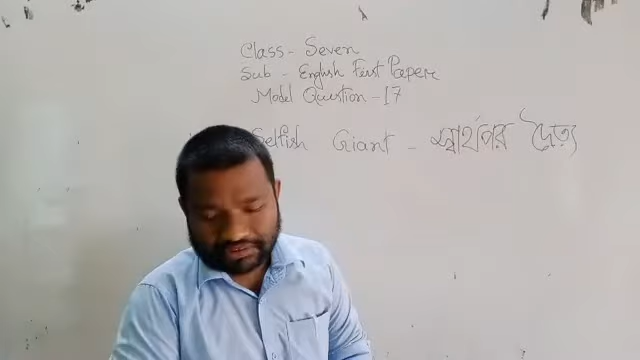 Class - Seven
Sub - English First Paper
Model Question - 17
Selfish Giant - স্বার্থপর দৈত্য